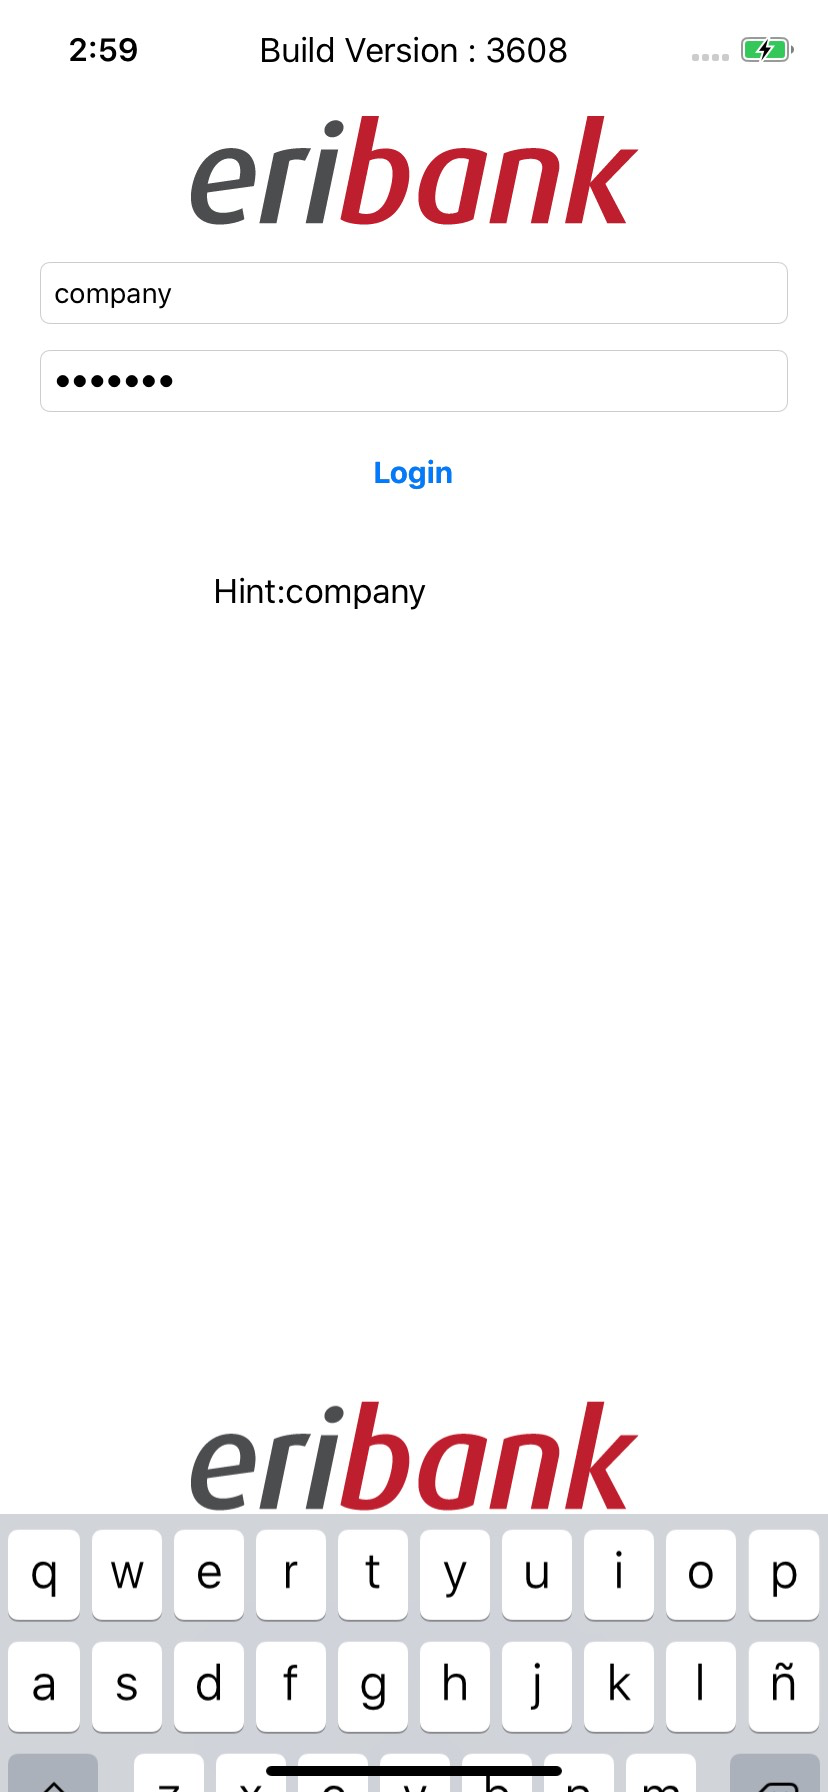 2:59 Build Version : 3608
eribank
company
•••••••
Login
Hint:company
eribank
q w e r t y u i o p
a s d f g h j k l ñ
z x c v b n m